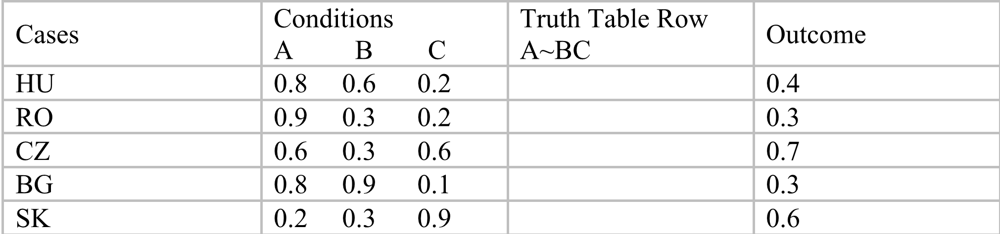 Cases Conditions Truth Table Row Outcome
A B C A~BC
HU 0.8 0.6 0.2 0.4
RO 0.9 0.3 0.2 0.3
CZ 0.6 0.3 0.6 0.7
BG 0.8 0.9 0.1 0.3
SK 0.2 0.3 0.9 0.6